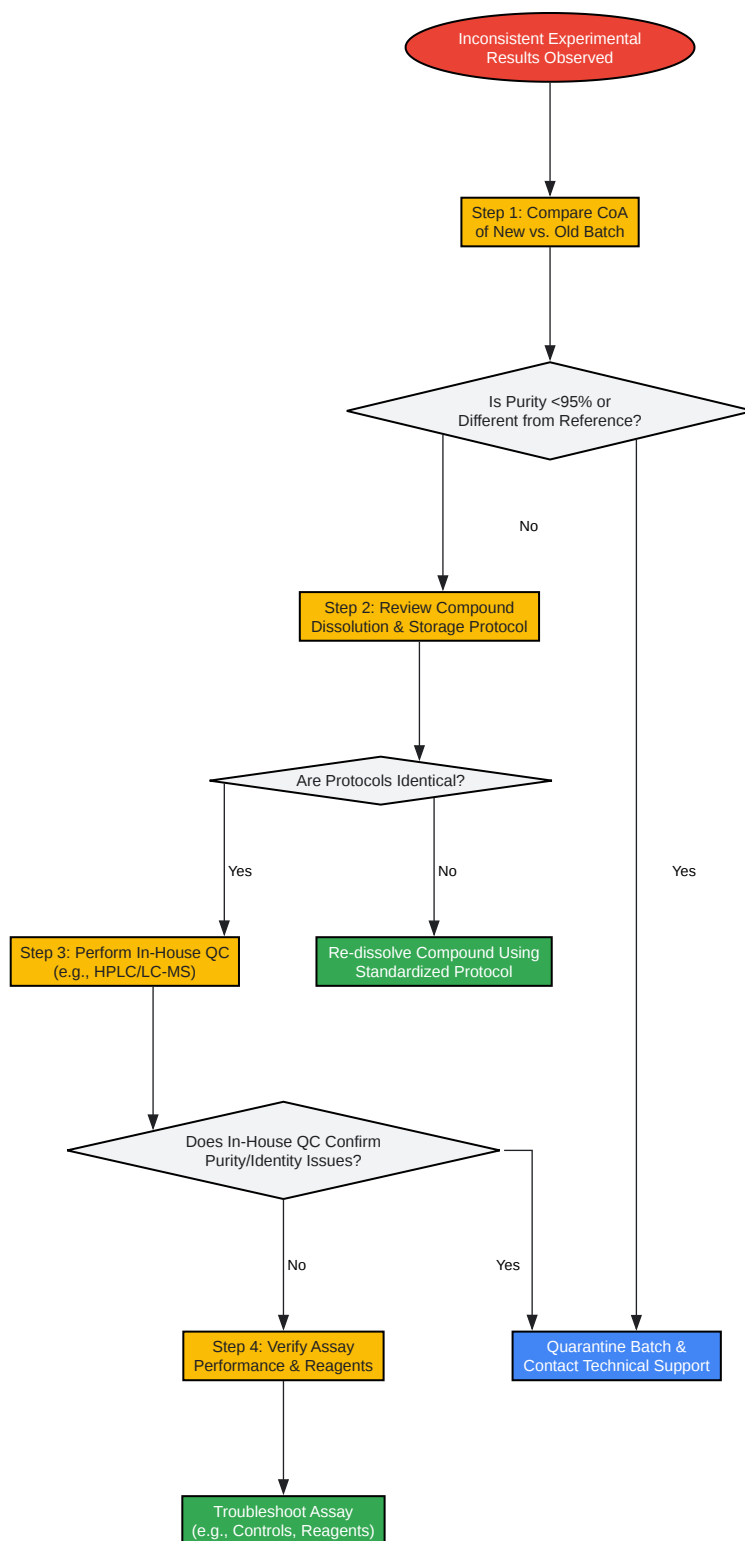 Inconsistent Experimental
Results Observed
Step 1: Compare CoA
of New vs. Old Batch
Is Purity <95% or
Different from Reference?
No
Step 2: Review Compound
Dissolution & Storage Protocol
Are Protocols Identical?
Yes
No
Yes
Step 3: Perform In-House QC
(e.g., HPLC/LC-MS)
Re-dissolve Compound Using
Standardized Protocol
Does In-House QC Confirm
Purity/Identity Issues?
No
Yes
Step 4: Verify Assay
Performance & Reagents
Quarantine Batch &
Contact Technical Support
Troubleshoot Assay
(e.g., Controls, Reagents)